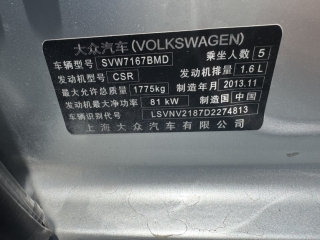 大众汽车(VOLKSWAGEN)
车辆型号 SVW7167BMD 乘坐人数 5
发动机型号 CSR 发动机排量 1.6 L
最大允许总质量 1775kg 制造年月 2013.11
发动机最大净功率 81 kW 制造国 中国
车辆识别代号 LSVNV2187D2274813
上海大众汽车有限公司